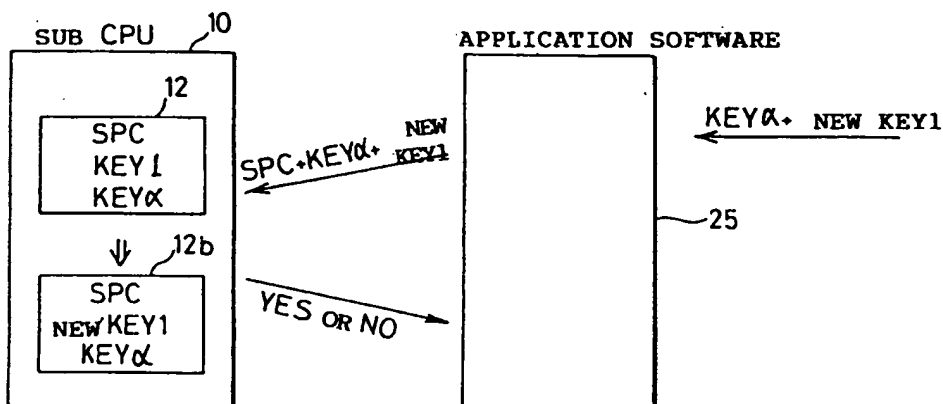 SUB CPU
10
APPLICATION SOFTWARE
12
SPC
KEY1
KEYα
SPC+KEYα+ NEW
KEY1
KEYα+ NEW KEY1
25
12b
SPC
NEW KEY1
KEYα
YES OR NO